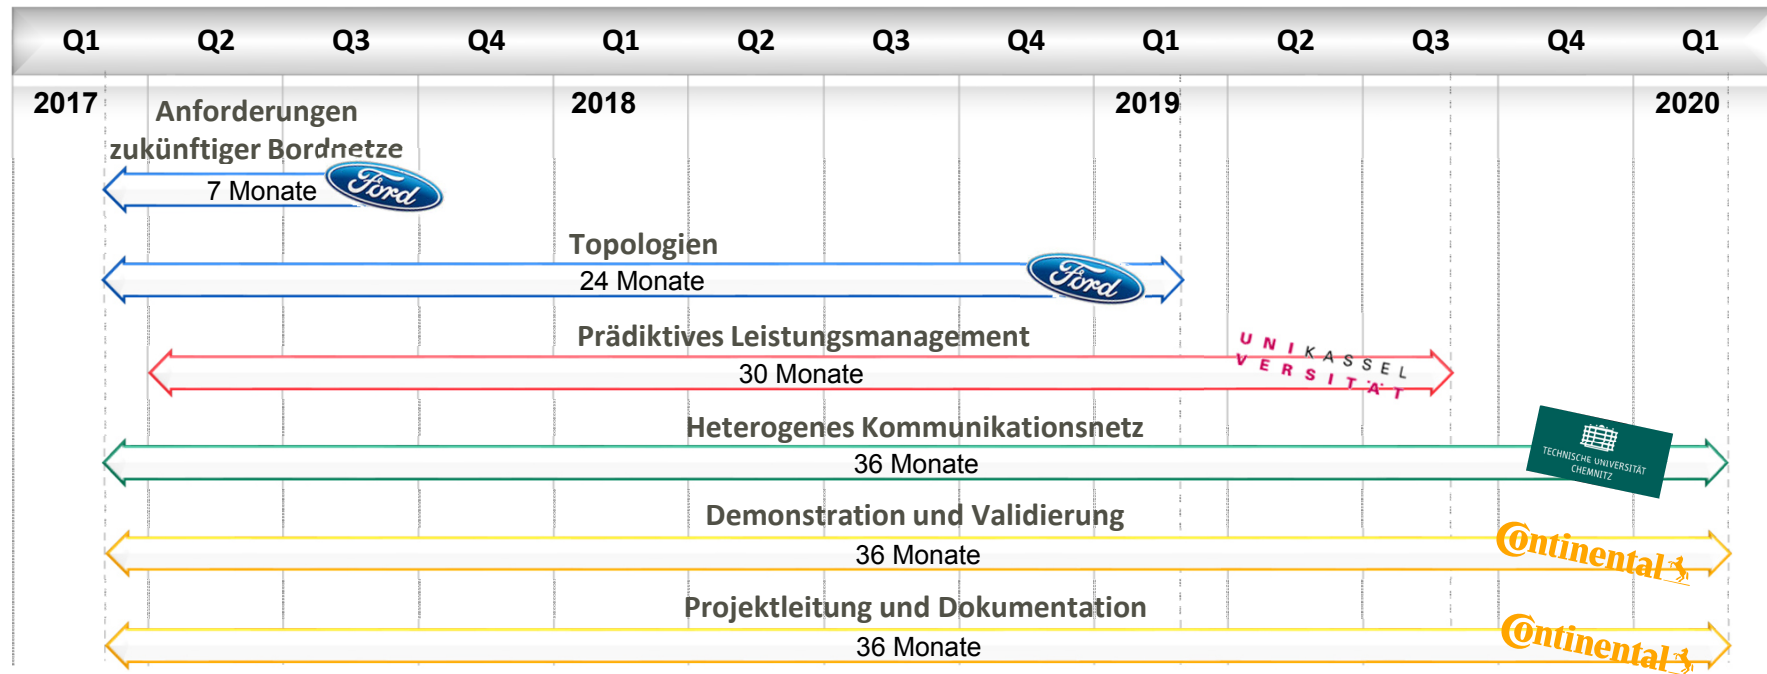 Q1 Q2 Q3 Q4 Q1 Q2 Q3 Q4 Q1 Q2 Q3 Q4 Q1
2017 2018 2019 2020
Anforderungen
zukünftiger Bordnetze
7 Monate
Ford
Topologien
24 Monate
Ford
Prädiktives Leistungsmanagement
30 Monate
UNIKASSEL
VERSITÄT
Heterogenes Kommunikationsnetz
36 Monate
TECHNISCHE UNIVERSITÄT
CHEMNITZ
Demonstration und Validierung
36 Monate
Continental
Projektleitung und Dokumentation
36 Monate
Continental